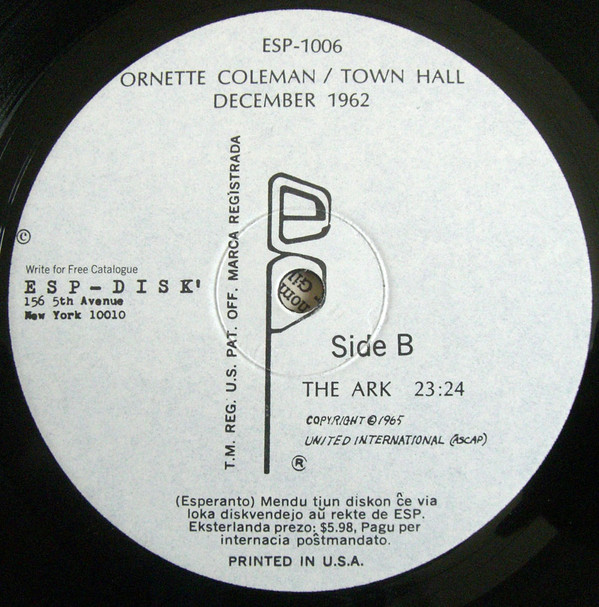 ESP-1006
ORNETTE COLEMAN / TOWN HALL
DECEMBER 1962
T.M. REG. U.S. PAT. OFF. MARCA REGISTRADA
©
Write for Free Catalogue
ESP-DISK'
156 5th Avenue
New York 10010
Side B
THE ARK 23:24
COPYRIGHT © 1965
UNITED INTERNATIONAL (ASCAP)
®
(Esperanto) Mendu tiun diskon ĉe via
loka diskvendejo aŭ rekte de ESP.
Eksterlanda prezo: $5.98, Pagu per
internacia poŝtmandato.
PRINTED IN U.S.A.